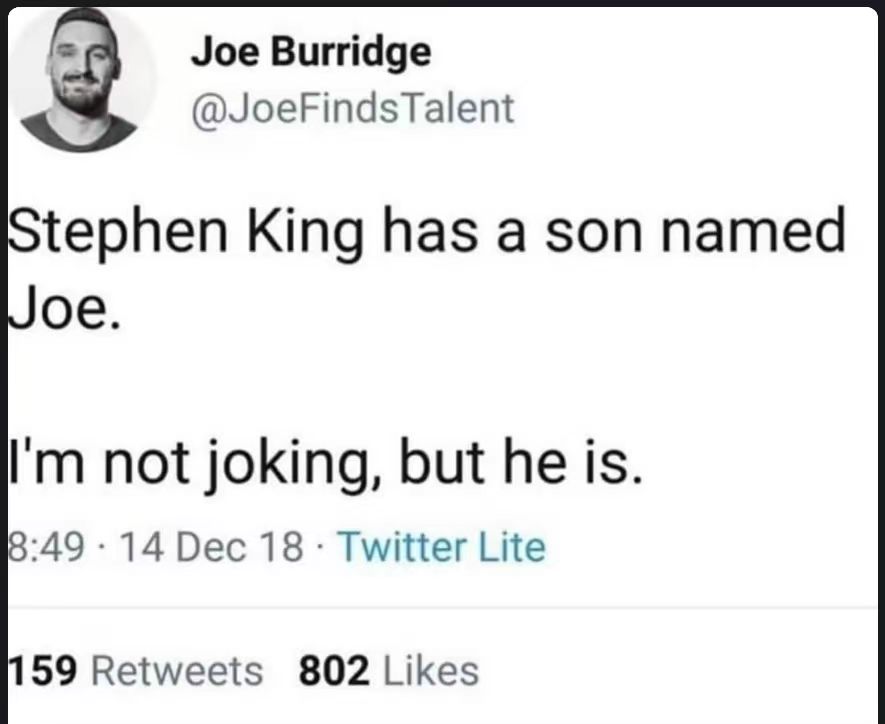 Joe Burridge
@JoeFindsTalent
Stephen King has a son named
Joe.
I'm not joking, but he is.
8:49 · 14 Dec 18 · Twitter Lite
159 Retweets 802 Likes